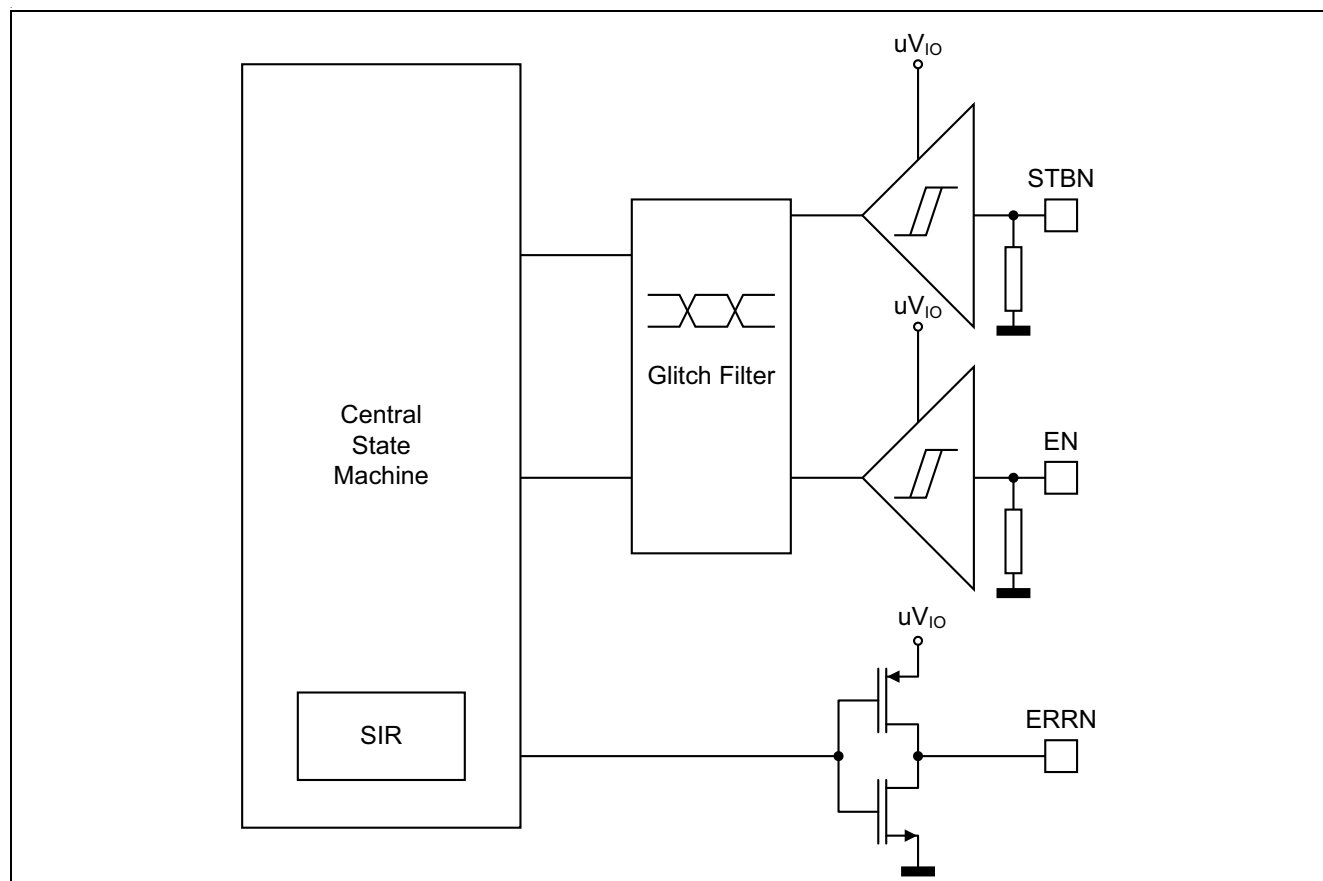 uV_IO
STBN
uV_IO
Glitch Filter
Central
State
Machine
EN
uV_IO
SIR
ERRN